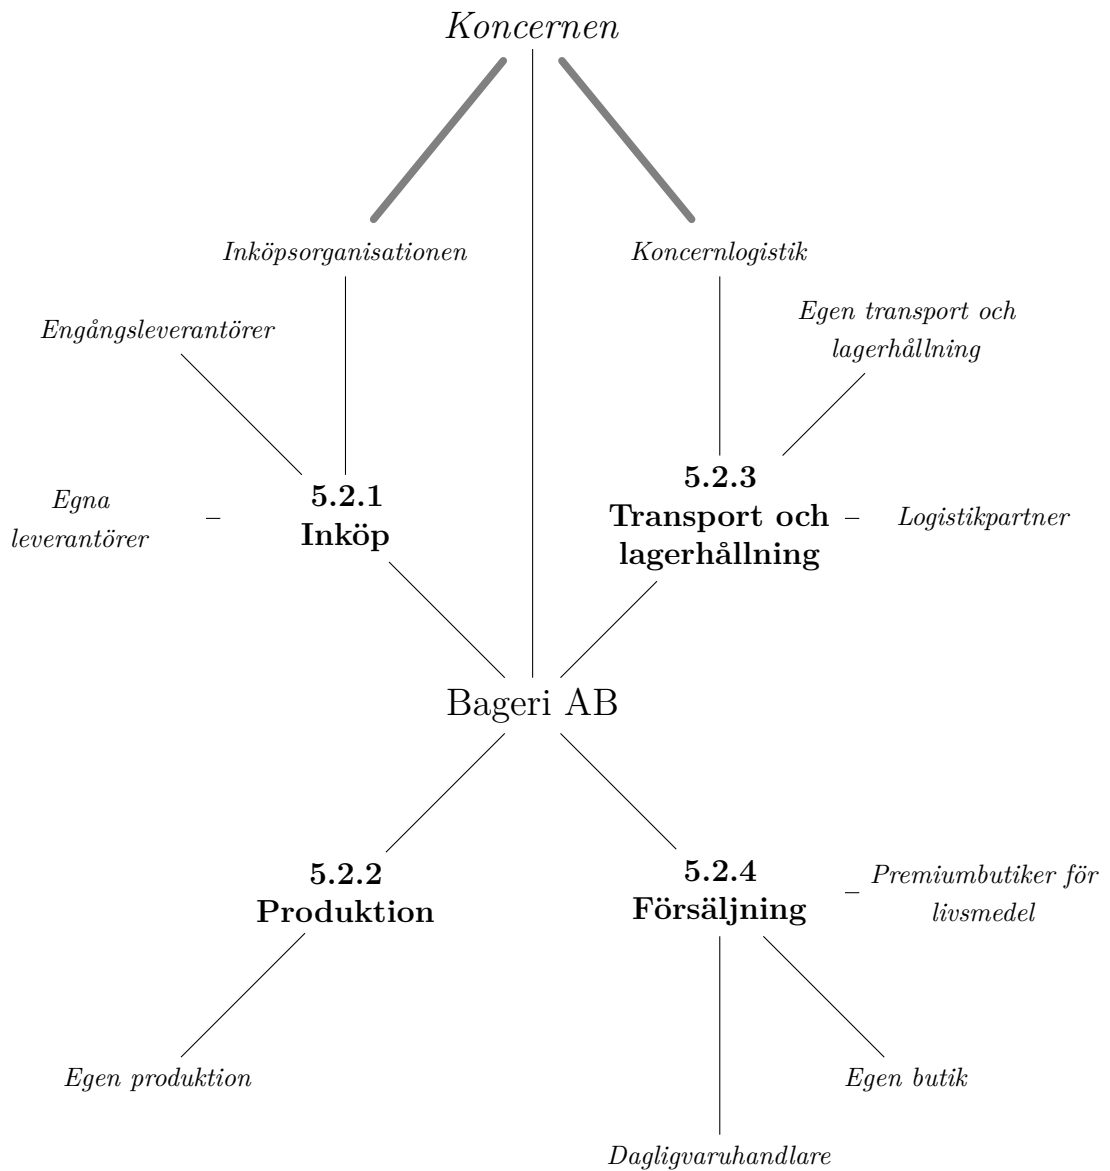 Koncernen
Inköpsorganisationen
Koncernlogistik
Engångsleverantörer
Egen transport och
lagerhållning
Egna
leverantörer
–
5.2.1
Inköp
5.2.3
Transport och
lagerhållning
–
Logistikpartner
Bageri AB
5.2.2
Produktion
5.2.4
Försäljning
–
Premiumbutiker för
livsmedel
Egen produktion
Egen butik
Dagligvaruhandlare